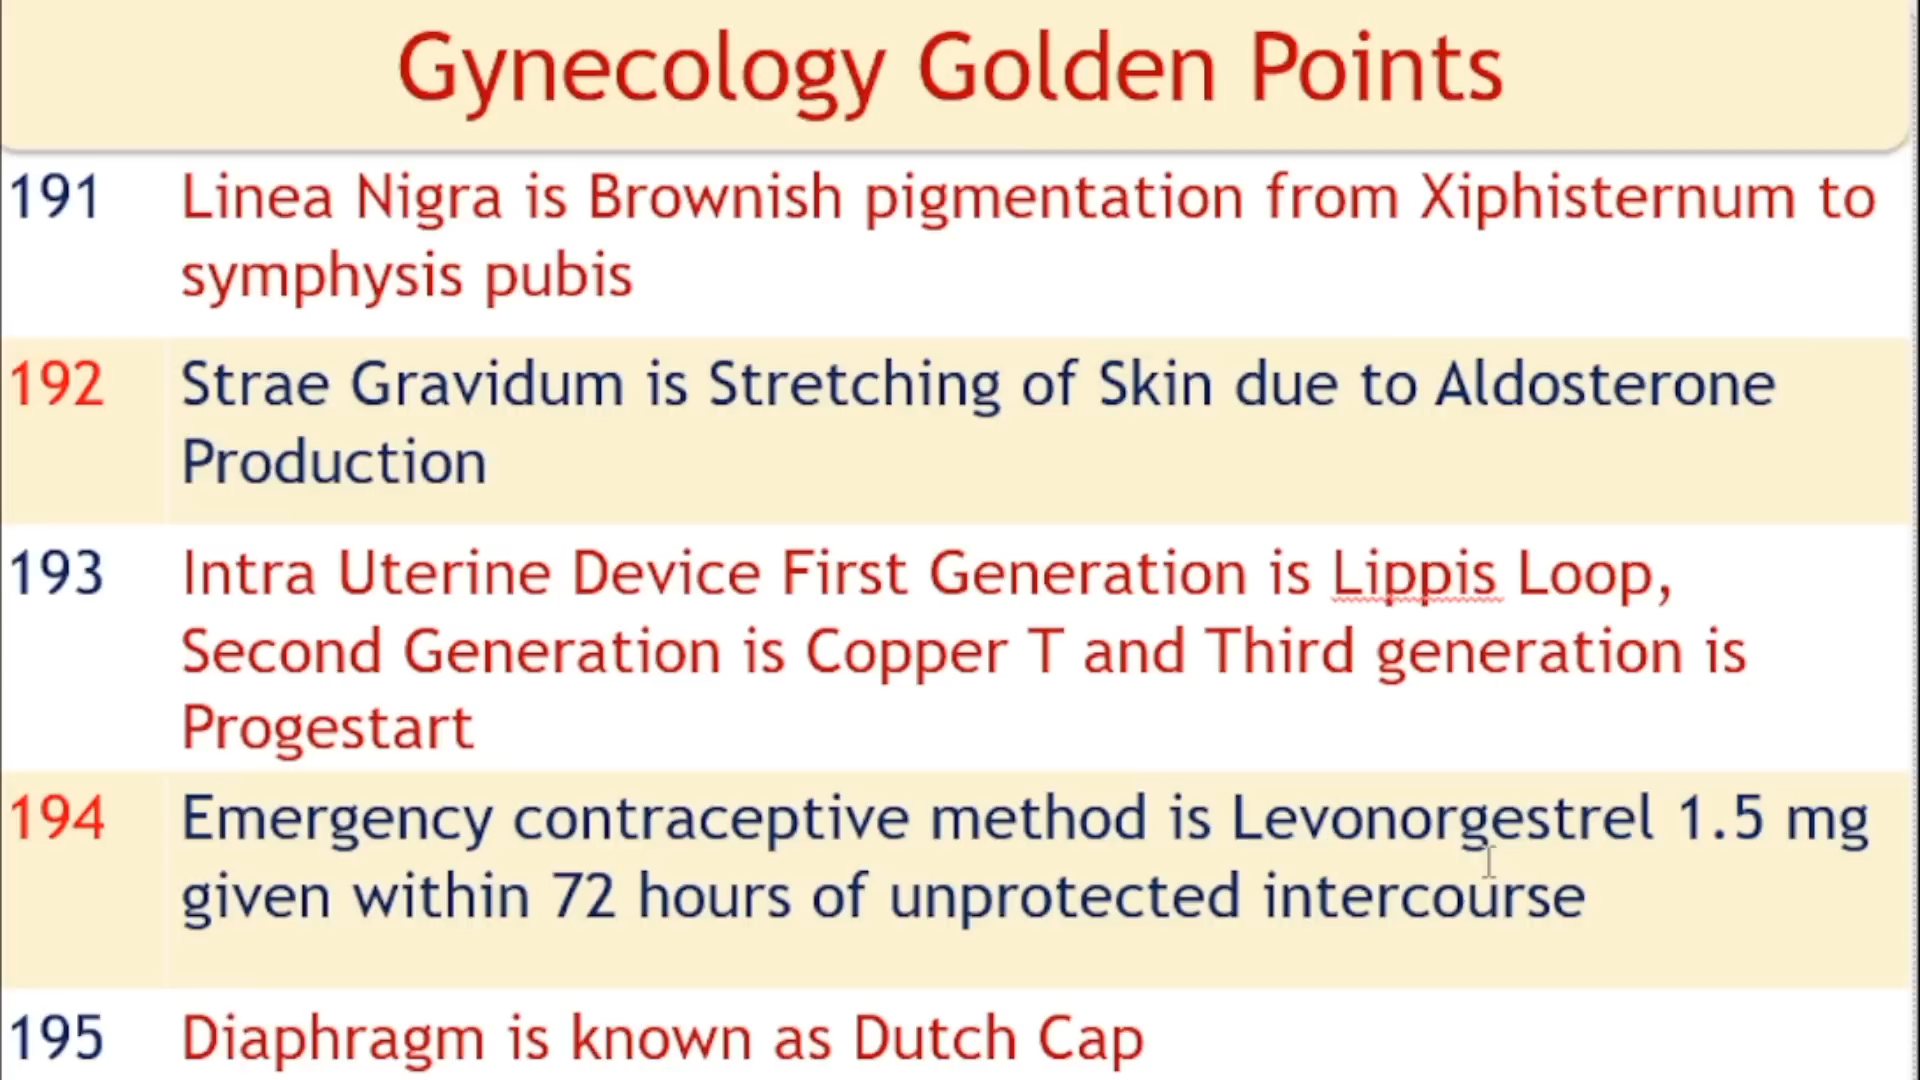 Gynecology Golden Points
191 Linea Nigra is Brownish pigmentation from Xiphisternum to
symphysis pubis
192 Strae Gravidum is Stretching of Skin due to Aldosterone
Production
193 Intra Uterine Device First Generation is Lippis Loop,
Second Generation is Copper T and Third generation is
Progestart
194 Emergency contraceptive method is Levonorgestrel 1.5 mg
given within 72 hours of unprotected intercourse
195 Diaphragm is known as Dutch Cap